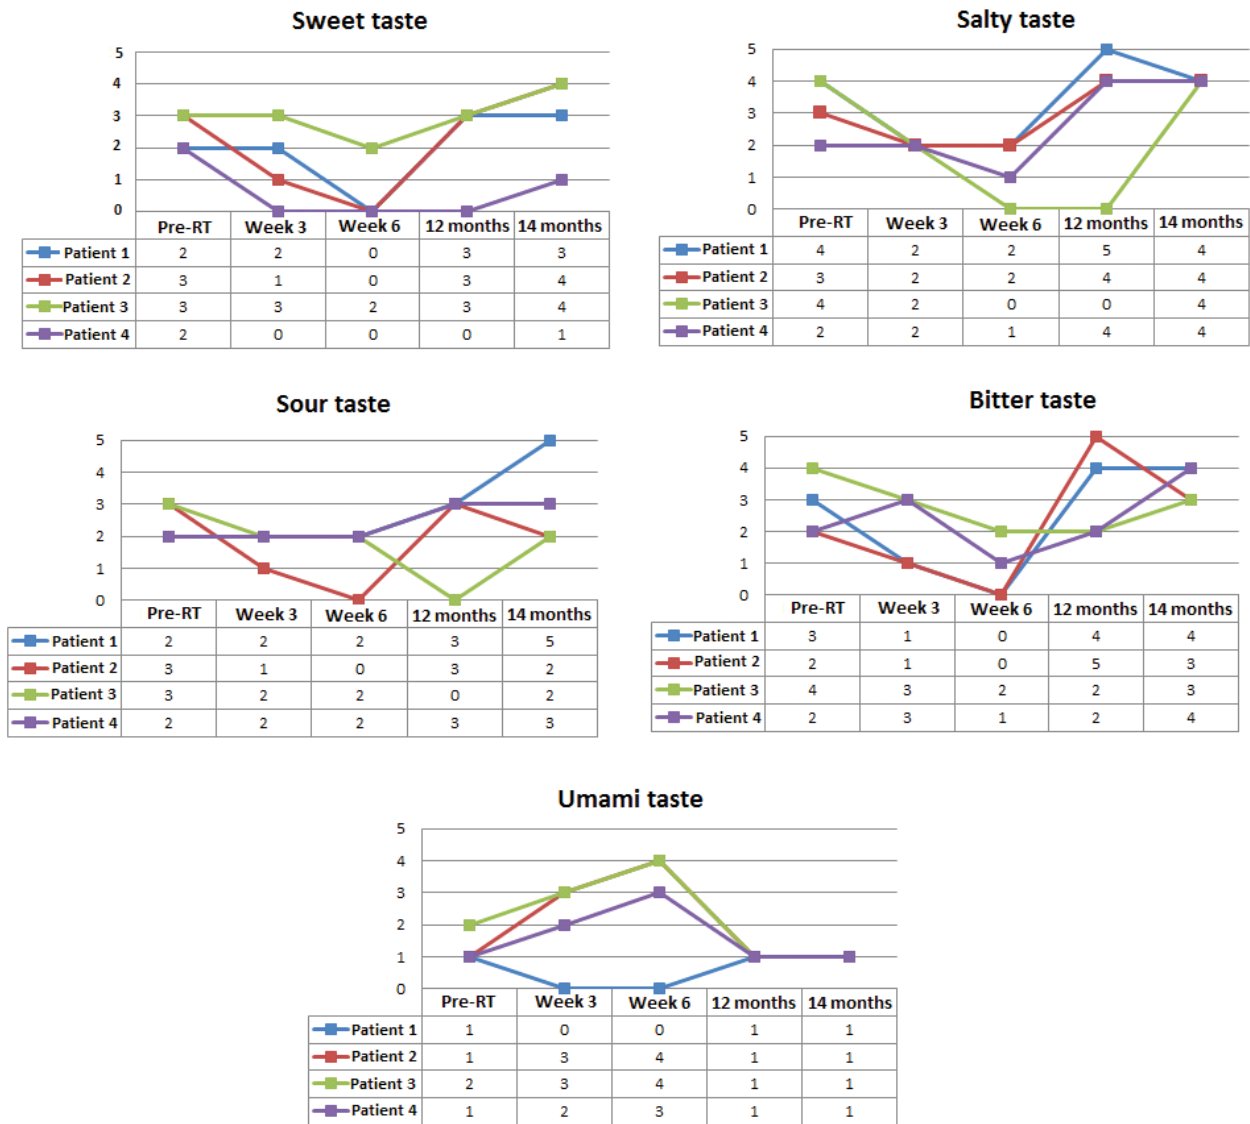 Sweet taste
5
4
3
2
1
0
Pre-RT Week 3 Week 6 12 months 14 months
Patient 1 2 2 0 3 3
Patient 2 3 1 0 3 4
Patient 3 3 3 2 3 4
Patient 4 2 0 0 0 1
Salty taste
5
4
3
2
1
0
Pre-RT Week 3 Week 6 12 months 14 months
Patient 1 4 2 2 5 4
Patient 2 3 2 2 4 4
Patient 3 4 2 0 0 4
Patient 4 2 2 1 4 4
Sour taste
5
4
3
2
1
0
Pre-RT Week 3 Week 6 12 months 14 months
Patient 1 2 2 2 3 5
Patient 2 3 1 0 3 2
Patient 3 3 2 2 0 2
Patient 4 2 2 2 3 3
Bitter taste
5
4
3
2
1
0
Pre-RT Week 3 Week 6 12 months 14 months
Patient 1 3 1 0 4 4
Patient 2 2 1 0 5 3
Patient 3 4 3 2 2 3
Patient 4 2 3 1 2 4
Umami taste
5
4
3
2
1
0
Pre-RT Week 3 Week 6 12 months 14 months
Patient 1 1 0 0 1 1
Patient 2 1 3 4 1 1
Patient 3 2 3 4 1 1
Patient 4 1 2 3 1 1